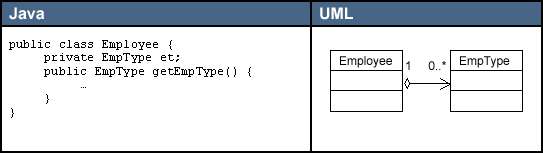 Java
UML
public class Employee {
private EmpType et;
public EmpType getEmpType() {
…
}
}
Employee 1 0..* EmpType